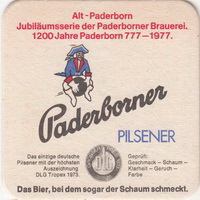 Alt-Paderborn
Jubiläumsserie der Paderborner Brauerei.
1200 Jahre Paderborn 777-1977.
Paderborner
PILSENER
Das einzige deutsche
Pilsener mit der höchsten
Auszeichnung
DLG Tropex 1973.
Geprüft:
Geschmack - Schaum -
Klarheit - Geruch -
Farbe
Das Bier, bei dem sogar der Schaum schmeckt.